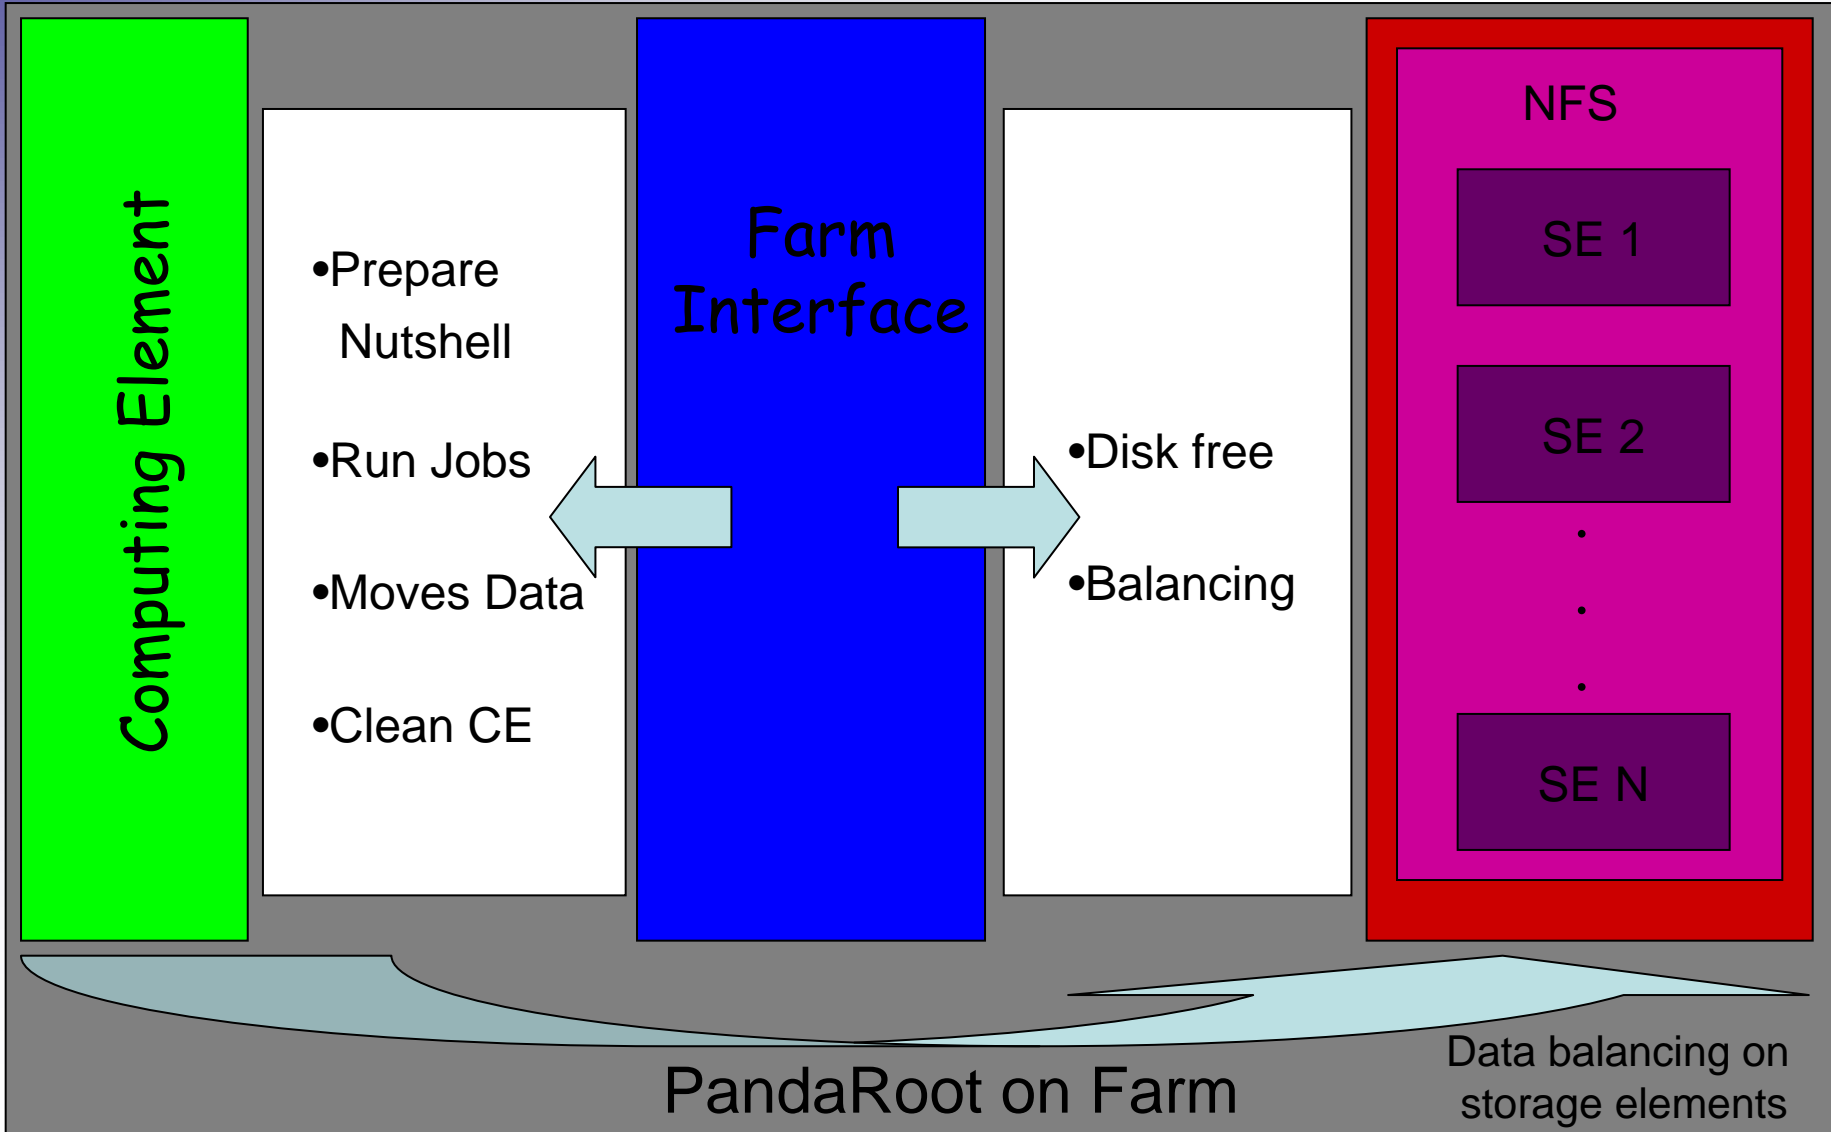 Computing Element
•Prepare
Nutshell
•Run Jobs
•Moves Data
•Clean CE
Farm
Interface
•Disk free
•Balancing
NFS
SE 1
SE 2
.
.
.
SE N
PandaRoot on Farm
Data balancing on
storage elements